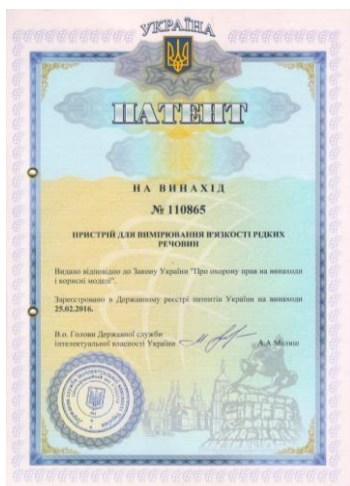 УКРАЇНА
ПАТЕНТ
НА ВИНАХІД
№ 110865
ПРИСТРІЙ ДЛЯ ВИМІРЮВАННЯ В'ЯЗКОСТІ РІДКИХ
РЕЧОВИН
Видано відповідно до Закону України "Про охорону прав на винаходи
і корисні моделі".
Зареєстровано в Державному реєстрі патентів України на винаходи
25.02.2016.
В.о. Голови Державної служби
інтелектуальної власності України
А.А.Малиш